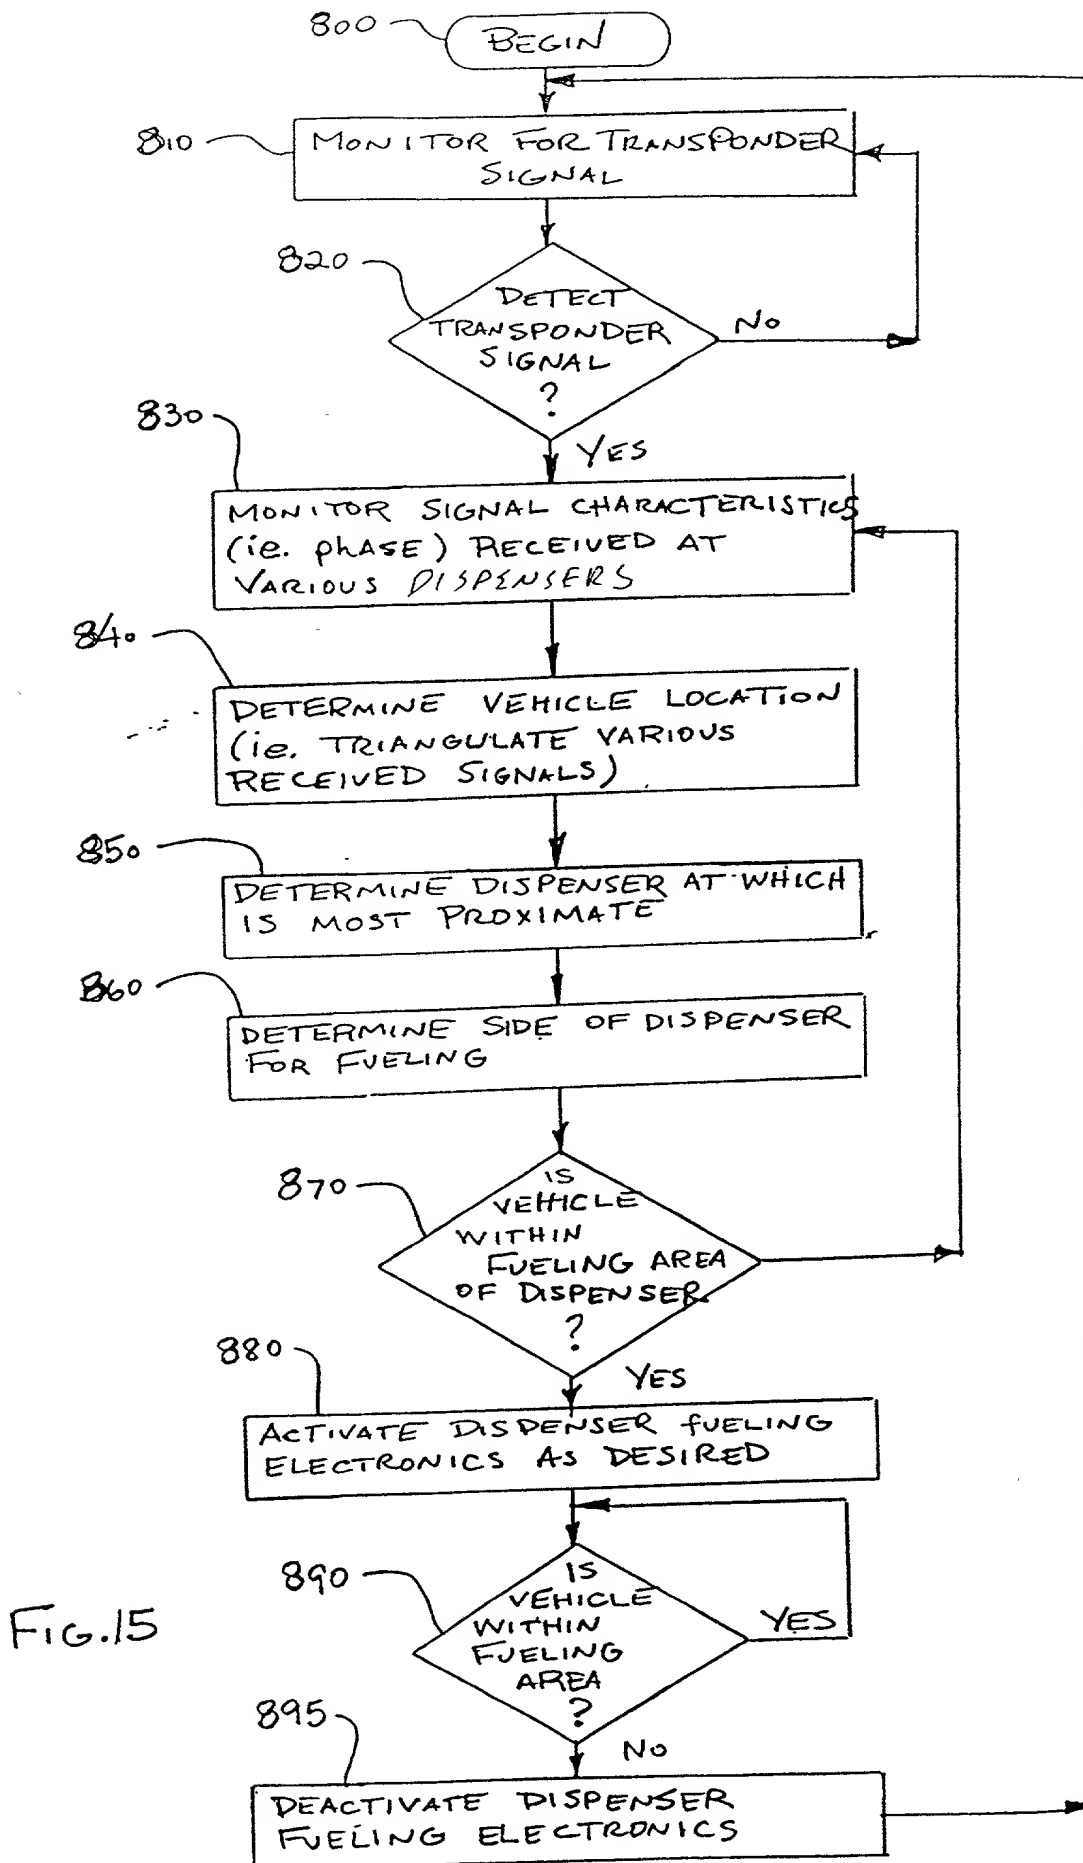 800
BEGIN
810
MONITOR FOR TRANSPONDER
SIGNAL
820
DETECT
TRANSPONDER
SIGNAL
?
NO
YES
830
MONITOR SIGNAL CHARACTERISTICS
(ie. PHASE) RECEIVED AT
VARIOUS DISPENSERS
840
DETERMINE VEHICLE LOCATION
(ie. TRIANGULATE VARIOUS
RECEIVED SIGNALS)
850
DETERMINE DISPENSER AT WHICH
IS MOST PROXIMATE
860
DETERMINE SIDE OF DISPENSER
FOR FUELING
870
IS
VEHICLE
WITHIN
FUELING AREA
OF DISPENSER
?
YES
880
ACTIVATE DISPENSER FUELING
ELECTRONICS AS DESIRED
890
IS
VEHICLE
WITHIN
FUELING
AREA
?
YES
NO
FIG.15
895
DEACTIVATE DISPENSER
FUELING ELECTRONICS